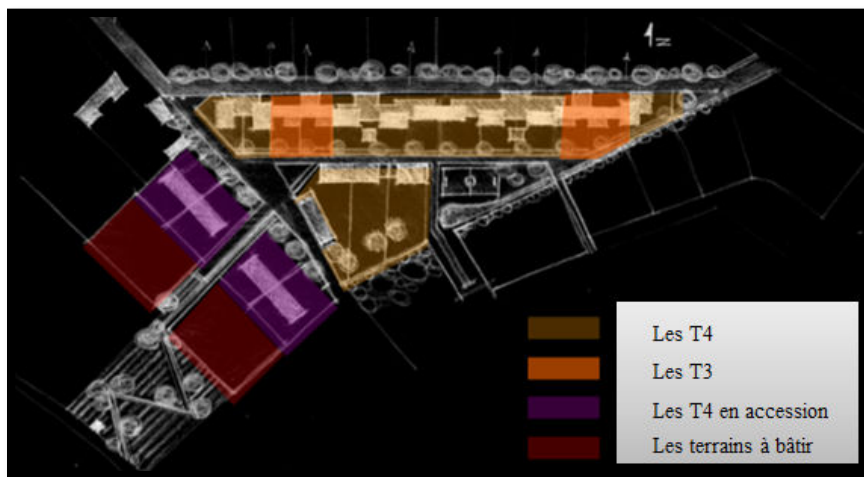 N
Les T4
Les T3
Les T4 en accession
Les terrains à bâtir